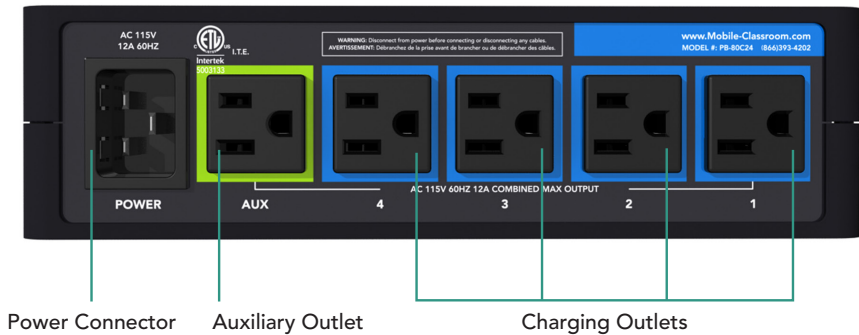 AC 115V
12A 60HZ
c ETL us
I.T.E.
Intertek
5003133
WARNING: Disconnect from power before connecting or disconnecting any cables.
AVERTISSEMENT: Débranchez de la prise avant de brancher ou de débrancher des câbles.
www.Mobile-Classroom.com
MODEL #: PB-80C24 (866)393-4202
AC 115V 60HZ 12A COMBINED MAX OUTPUT
POWER AUX 4 3 2 1
Power Connector Auxiliary Outlet Charging Outlets